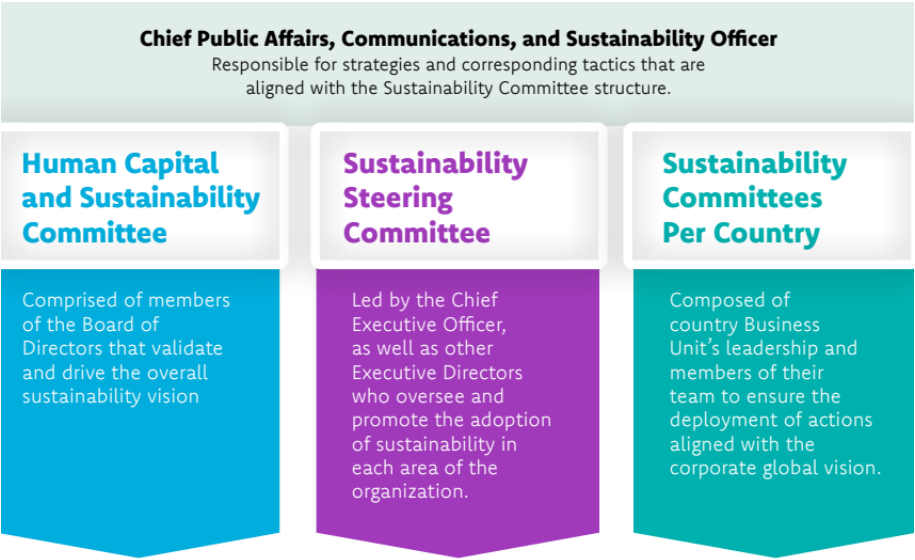 Chief Public Affairs, Communications, and Sustainability Officer
Responsible for strategies and corresponding tactics that are
aligned with the Sustainability Committee structure.
Human Capital
and Sustainability
Committee
Comprised of members
of the Board of
Directors that validate
and drive the overall
sustainability vision
Sustainability
Steering
Committee
Led by the Chief
Executive Officer,
as well as other
Executive Directors
who oversee and
promote the adoption
of sustainability in
each area of the
organization.
Sustainability
Committees
Per Country
Composed of
country Business
Unit’s leadership and
members of their
team to ensure the
deployment of actions
aligned with the
corporate global vision.